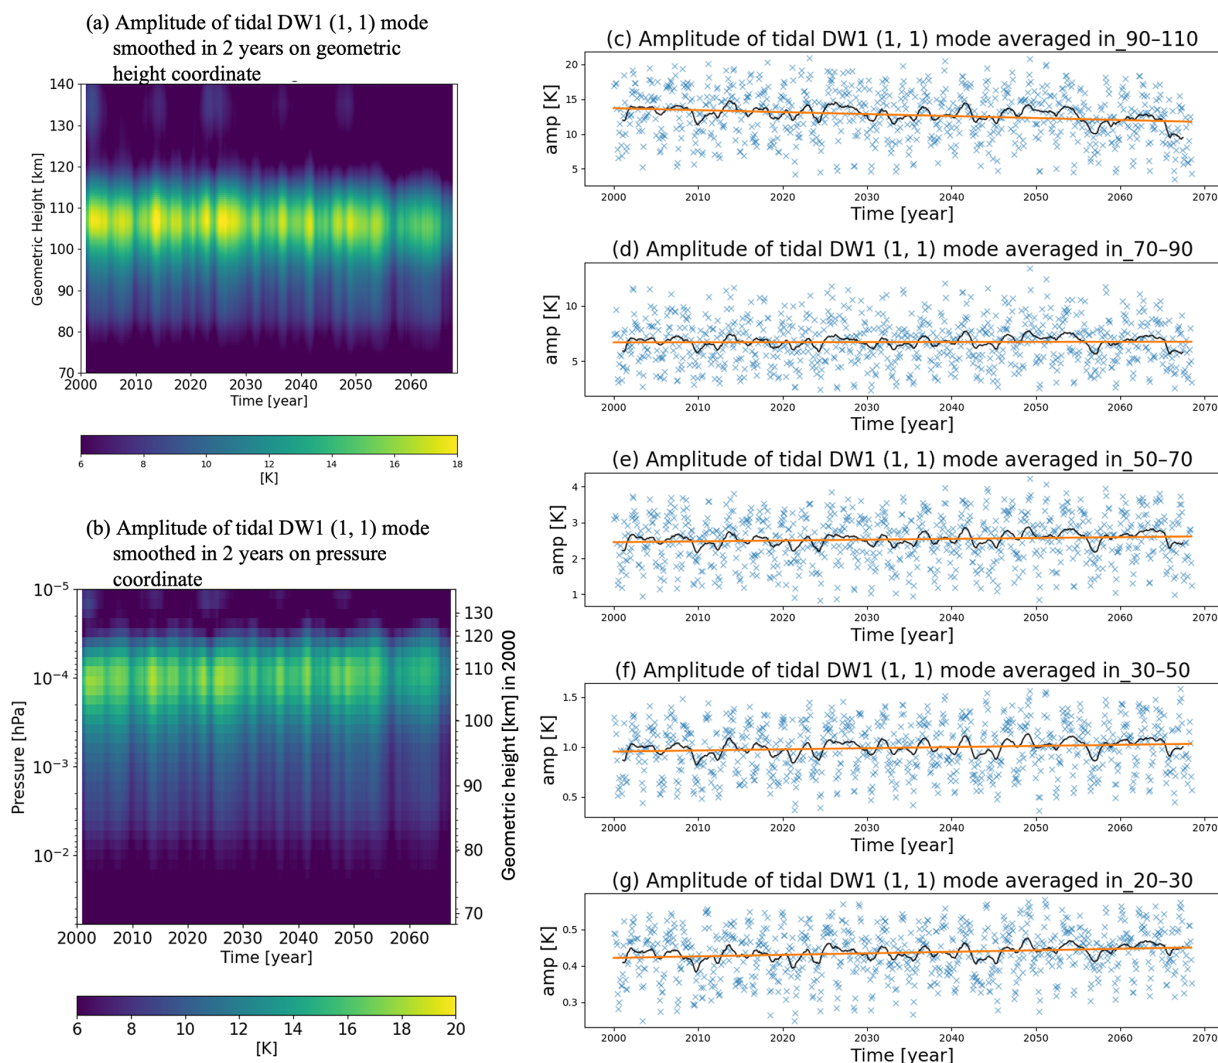 (a) Amplitude of tidal DW1 (1, 1) mode
smoothed in 2 years on geometric
height coordinate
140
130
120
110
100
90
80
70
Geometric Height [km]
2000 2010 2020 2030 2040 2050 2060
Time [year]
6 8 10 12 14 16 18
[K]
(b) Amplitude of tidal DW1 (1, 1) mode
smoothed in 2 years on pressure
coordinate
10⁻⁵
10⁻⁴
10⁻³
10⁻²
Pressure [hPa]
130
120
110
100
90
80
70
Geometric height [km] in 2000
2000 2010 2020 2030 2040 2050 2060
Time [year]
6 8 10 12 14 16 18 20
[K]
(c) Amplitude of tidal DW1 (1, 1) mode averaged in_90–110
20
15
10
5
amp [K]
2000 2010 2020 2030 2040 2050 2060 2070
Time [year]
(d) Amplitude of tidal DW1 (1, 1) mode averaged in_70–90
10
5
amp [K]
2000 2010 2020 2030 2040 2050 2060 2070
Time [year]
(e) Amplitude of tidal DW1 (1, 1) mode averaged in_50–70
4
3
2
1
amp [K]
2000 2010 2020 2030 2040 2050 2060 2070
Time [year]
(f) Amplitude of tidal DW1 (1, 1) mode averaged in_30–50
1.5
1.0
0.5
amp [K]
2000 2010 2020 2030 2040 2050 2060 2070
Time [year]
(g) Amplitude of tidal DW1 (1, 1) mode averaged in_20–30
0.5
0.4
0.3
amp [K]
2000 2010 2020 2030 2040 2050 2060 2070
Time [year]